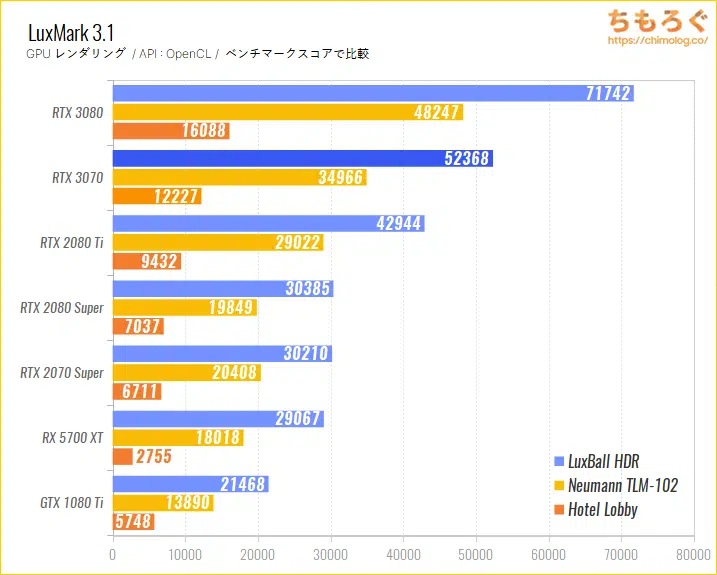 ちもろぐ
https://chimolog.co/
LuxMark 3.1
GPU レンダリング / API : OpenCL / ベンチマークスコアで比較
RTX 3080
71742
48247
16088
RTX 3070
52368
34966
12227
RTX 2080 Ti
42944
29022
9432
RTX 2080 Super
30385
19849
7037
RTX 2070 Super
30210
20408
6711
RX 5700 XT
29067
18018
2755
GTX 1080 Ti
21468
13890
5748
LuxBall HDR
Neumann TLM-102
Hotel Lobby
0 10000 20000 30000 40000 50000 60000 70000 80000